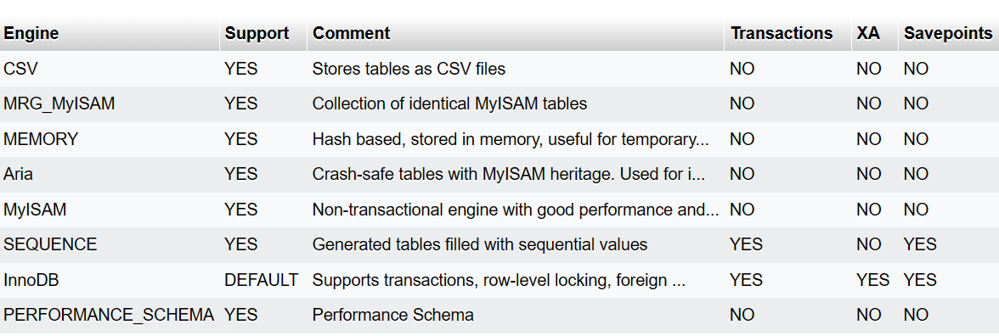 Engine Support Comment Transactions XA Savepoints
CSV YES Stores tables as CSV files NO NO NO
MRG_MyISAM YES Collection of identical MyISAM tables NO NO NO
MEMORY YES Hash based, stored in memory, useful for temporary... NO NO NO
Aria YES Crash-safe tables with MyISAM heritage. Used for i... NO NO NO
MyISAM YES Non-transactional engine with good performance and... NO NO NO
SEQUENCE YES Generated tables filled with sequential values YES NO YES
InnoDB DEFAULT Supports transactions, row-level locking, foreign ... YES YES YES
PERFORMANCE_SCHEMA YES Performance Schema NO NO NO